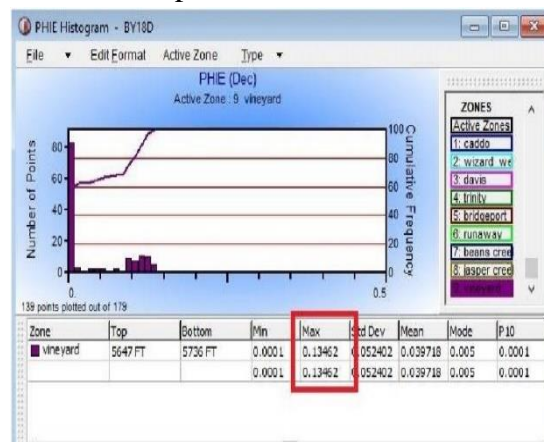 PHIE Histogram - BY18D
File Edit Format Active Zone Type
PHIE (Dec)
Active Zone : 9 vineyard
Number of Points
80
60
40
20
0
100
80
60
40
20
0
Cumulative Frequency
0.
0.5
139 points plotted out of 179
ZONES
Active Zones
1: caddo
2: wizard_we
3: davis
4: trinity
5: bridgeport
6: runaway
7: beans cree
8: jasper cree
9: vineyard
Zone Top Bottom Min Max Std Dev Mean Mode P10
vineyard 5647 FT 5736 FT 0.0001 0.13462 0.052402 0.039718 0.005 0.0001
0.0001 0.13462 0.052402 0.039718 0.005 0.0001